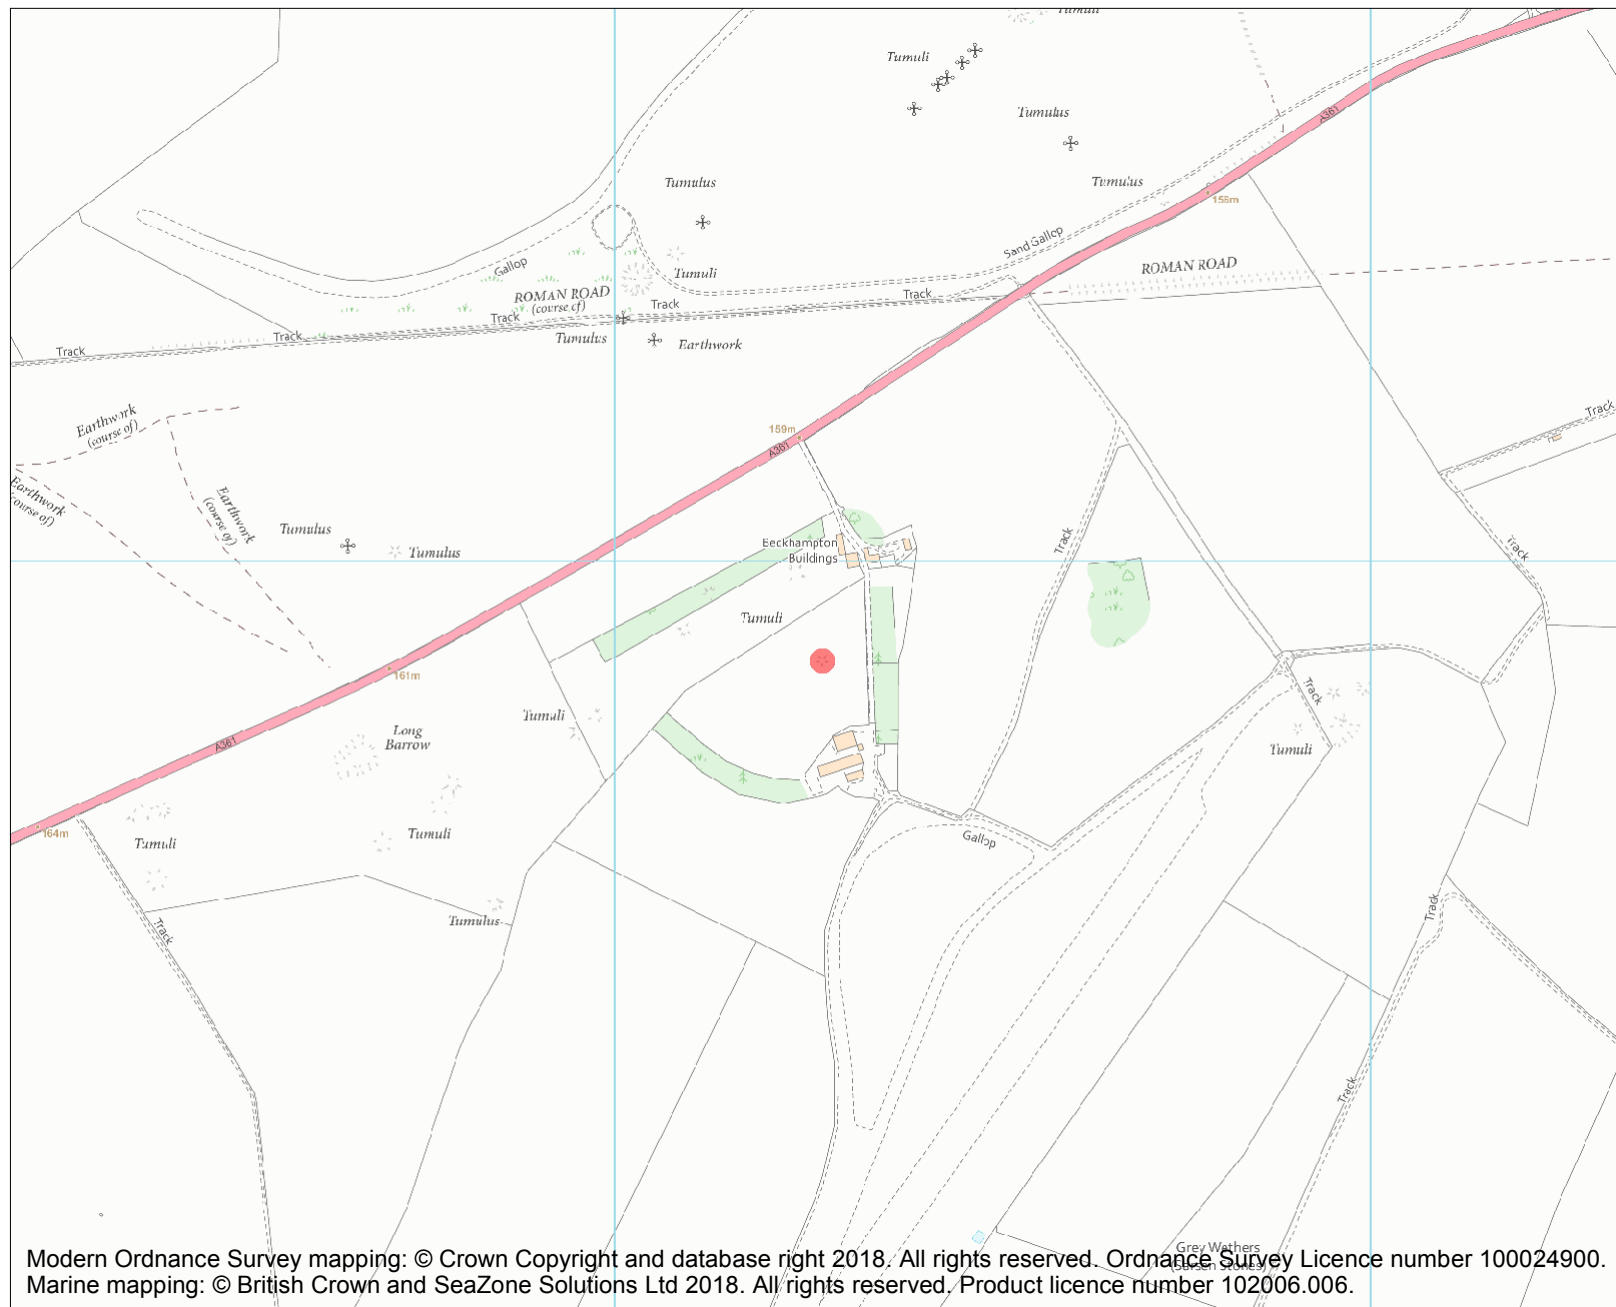 Tumuli
Tumuli
Tumulus
A361
Tumulus
Tumulus
158m
Sand Gallop
Gallop
Tumuli
ROMAN ROAD
ROMAN ROAD
(course of)
Track
Track
Track
Track
Track
Tumulus
Earthwork
Earthwork
(course of)
Track
159m
A361
Earthwork
(course of)
Earthwork
(course of)
Tumulus
Tumulus
Beckhampton
Buildings
Track
Track
Tumuli
161m
Track
Tumuli
Long
Barrow
A361
Tumuli
164m
Tumuli
Tumuli
Gallop
Tumulus
Track
Track
Track
Grey Wethers
(Sarsen Stones)
Modern Ordnance Survey mapping: © Crown Copyright and database right 2018. All rights reserved. Ordnance Survey Licence number 100024900.
Marine mapping: © British Crown and SeaZone Solutions Ltd 2018. All rights reserved. Product licence number 102006.006.